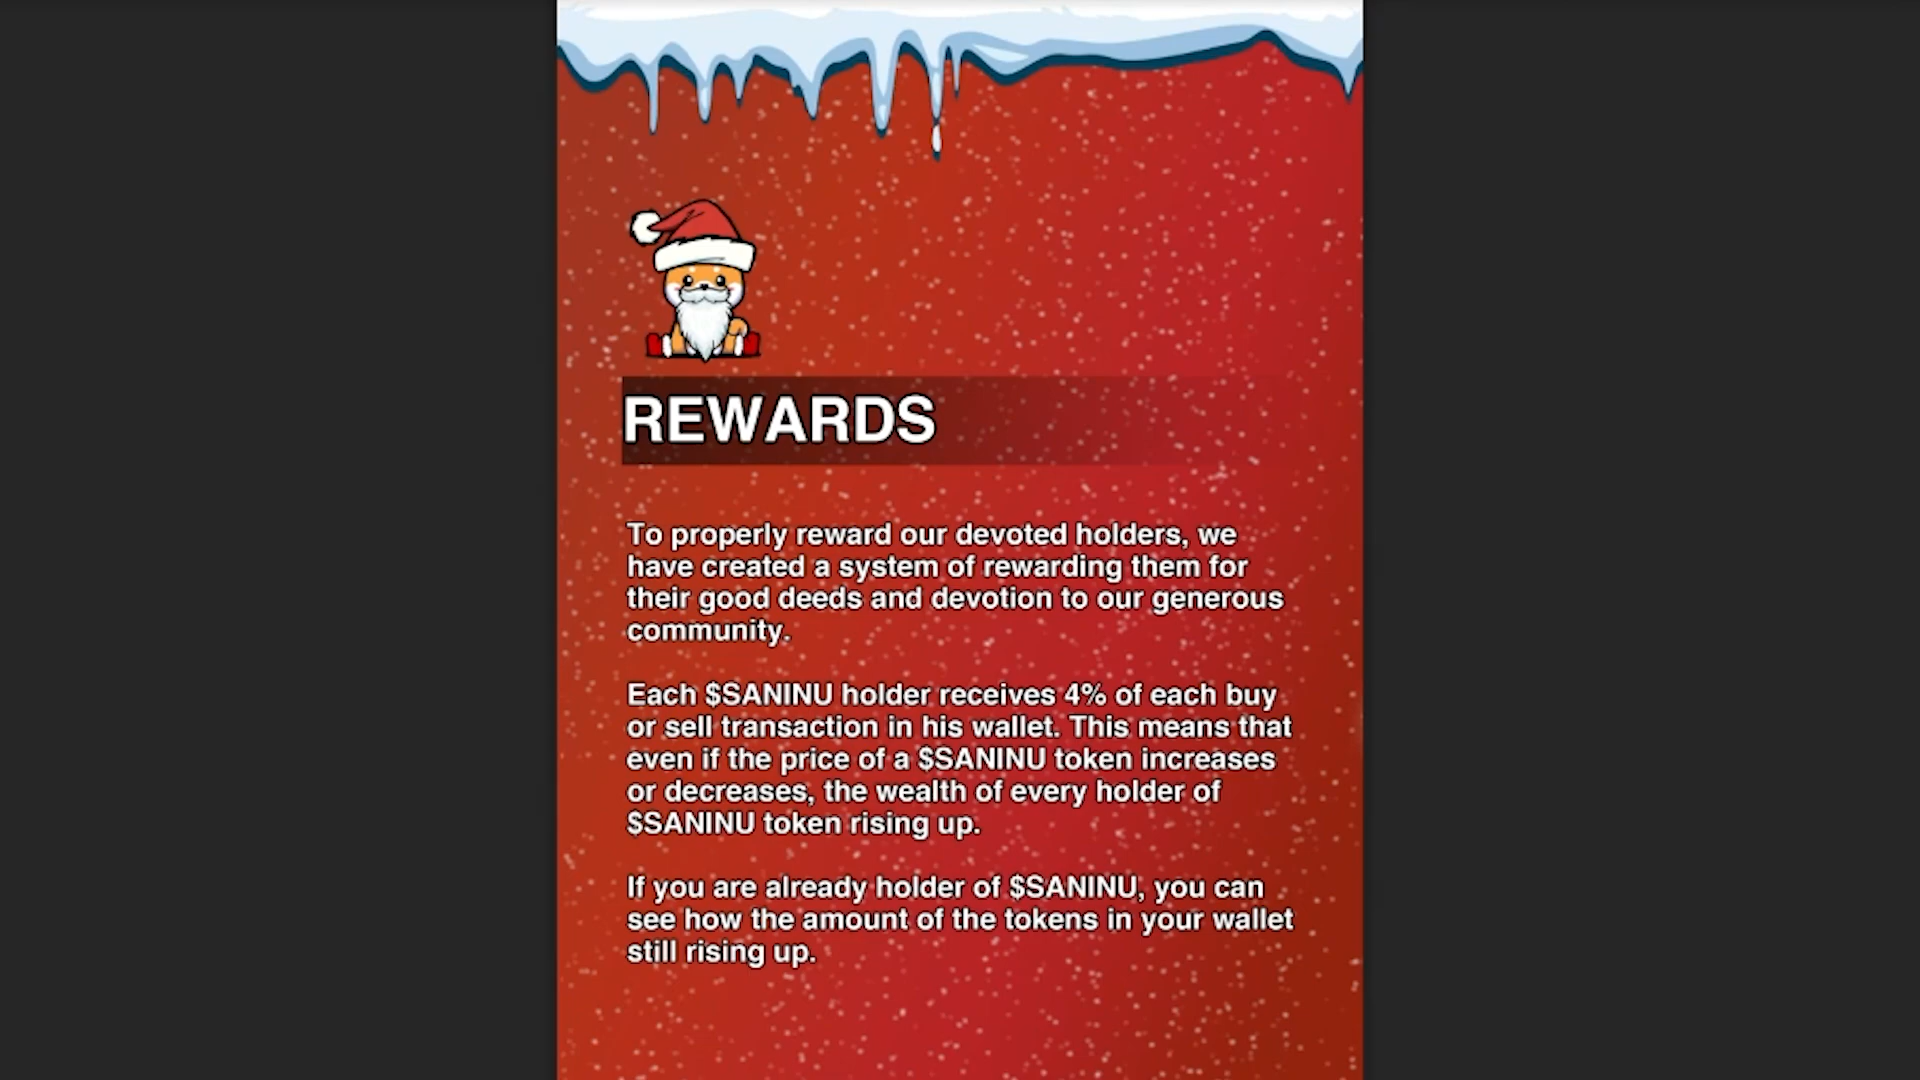 REWARDS
To properly reward our devoted holders, we
have created a system of rewarding them for
their good deeds and devotion to our generous
community.
Each $SANINU holder receives 4% of each buy
or sell transaction in his wallet. This means that
even if the price of a $SANINU token increases
or decreases, the wealth of every holder of
$SANINU token rising up.
If you are already holder of $SANINU, you can
see how the amount of the tokens in your wallet
still rising up.